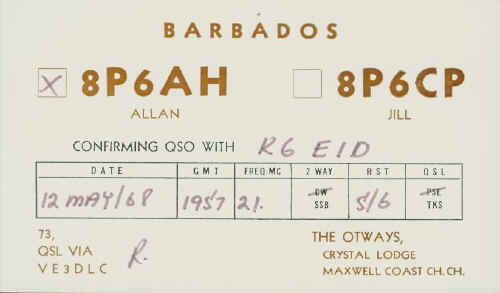 BARBADOS
X 8P6AH 8P6CP
ALLAN JILL
CONFIRMING QSO WITH R6 EID
DATE GMT FREQ.MC 2 WAY RST QSL
12 MAY/68 1957 21. CW SSB 5/6 PSE TKS
73, THE OTWAYS,
QSL VIA R. CRYSTAL LODGE
VE3DLC MAXWELL COAST CH. CH.